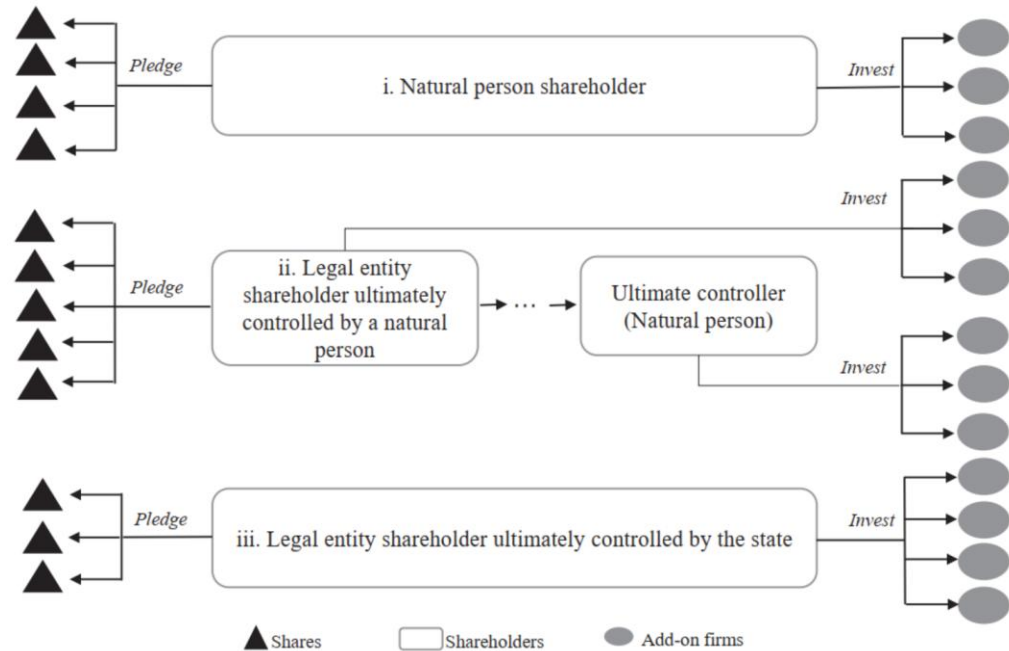 Pledge
i. Natural person shareholder
Invest
Invest
Pledge
ii. Legal entity
shareholder ultimately
controlled by a natural
person
...
Ultimate controller
(Natural person)
Invest
Pledge
iii. Legal entity shareholder ultimately controlled by the state
Invest
Shares
Shareholders
Add-on firms